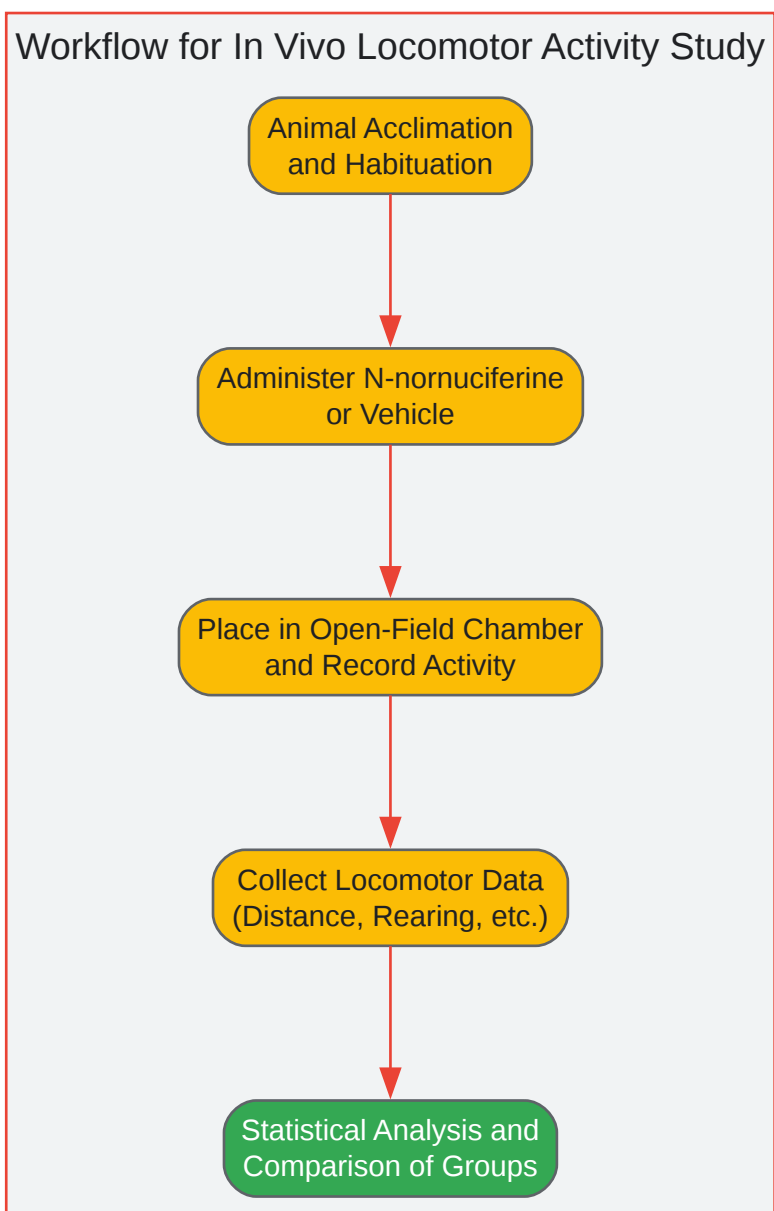 Workflow for In Vivo Locomotor Activity Study
Animal Acclimation
and Habituation
Administer N-nornuciferine
or Vehicle
Place in Open-Field Chamber
and Record Activity
Collect Locomotor Data
(Distance, Rearing, etc.)
Statistical Analysis and
Comparison of Groups